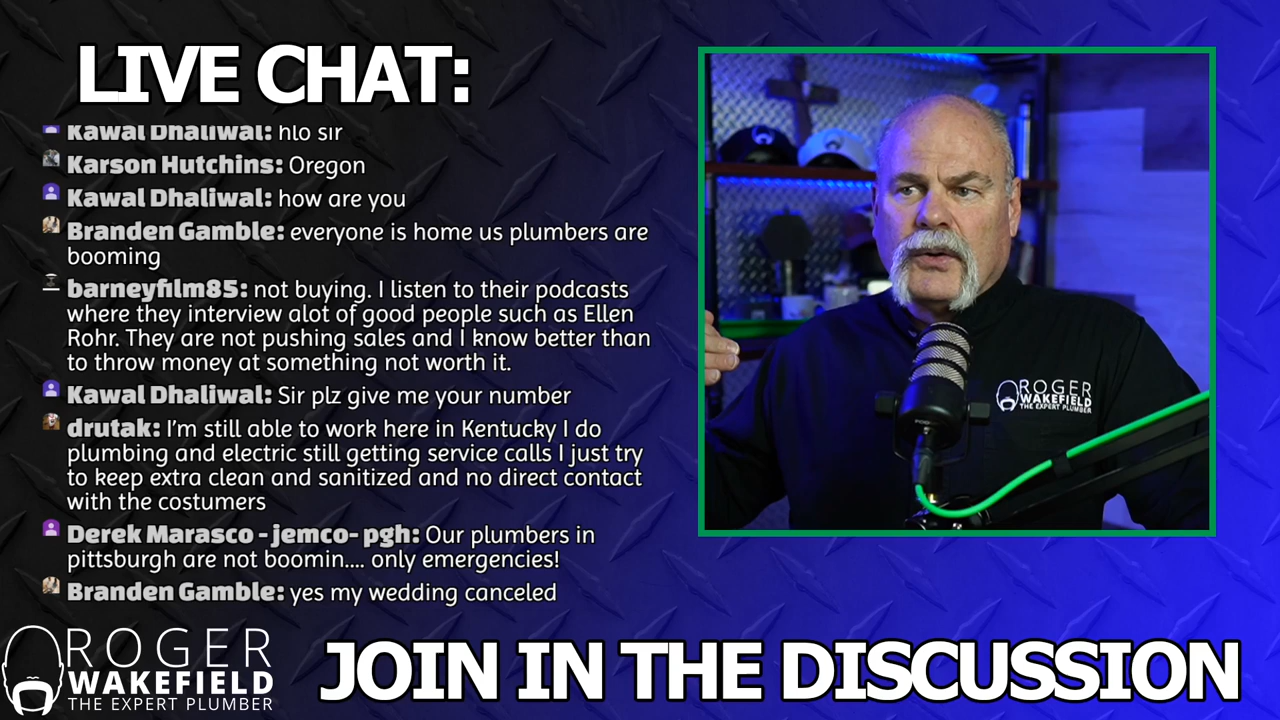 LIVE CHAT:
Kawal Dhaliwal: hlo sir
Karson Hutchins: Oregon
Kawal Dhaliwal: how are you
Branden Gamble: everyone is home us plumbers are
booming
barneyfilm85: not buying. I listen to their podcasts
where they interview alot of good people such as Ellen
Rohr. They are not pushing sales and I know better than
to throw money at something not worth it.
Kawal Dhaliwal: Sir plz give me your number
drutak: I'm still able to work here in Kentucky I do
plumbing and electric still getting service calls I just try
to keep extra clean and sanitized and no direct contact
with the costumers
Derek Marasco - jemco- pgh: Our plumbers in
pittsburgh are not boomin.... only emergencies!
Branden Gamble: yes my wedding canceled
ROGER
WAKEFIELD
THE EXPERT PLUMBER
ROGER
WAKEFIELD
THE EXPERT PLUMBER
JOIN IN THE DISCUSSION